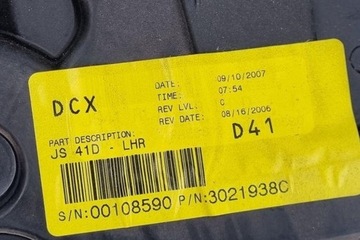 DCX
DATE: 09/10/2007
TIME: 07:54
REV LVL: C
REV DATE: 08/16/2006
PART DESCRIPTION:
JS 41D - LHR
D41
S/N:00108590 P/N:3021938C